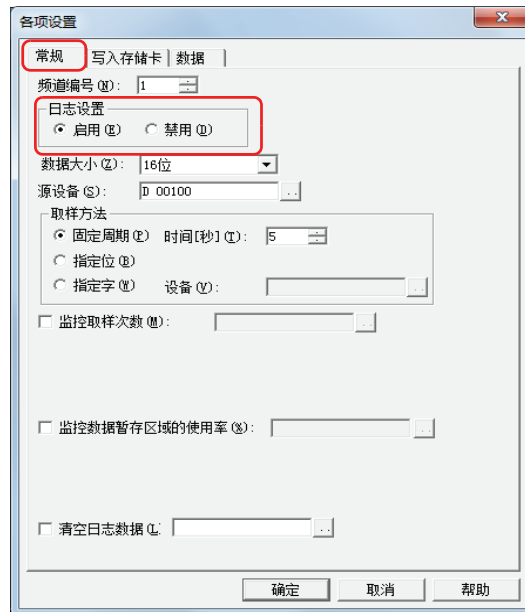 各项设置
常规 写入存储卡 数据
频道编号(N): 1
日志设置
启用(E) 禁用(D)
数据大小(Z): 16位
源设备(S): D 00100 ..
取样方法
固定周期(P) 时间[秒](T): 5
指定位(B)
指定字(W) 设备(V): ..
监控取样次数(M): ..
监控数据暂存区域的使用率(%): ..
清空日志数据(L: ..
确定 取消 帮助